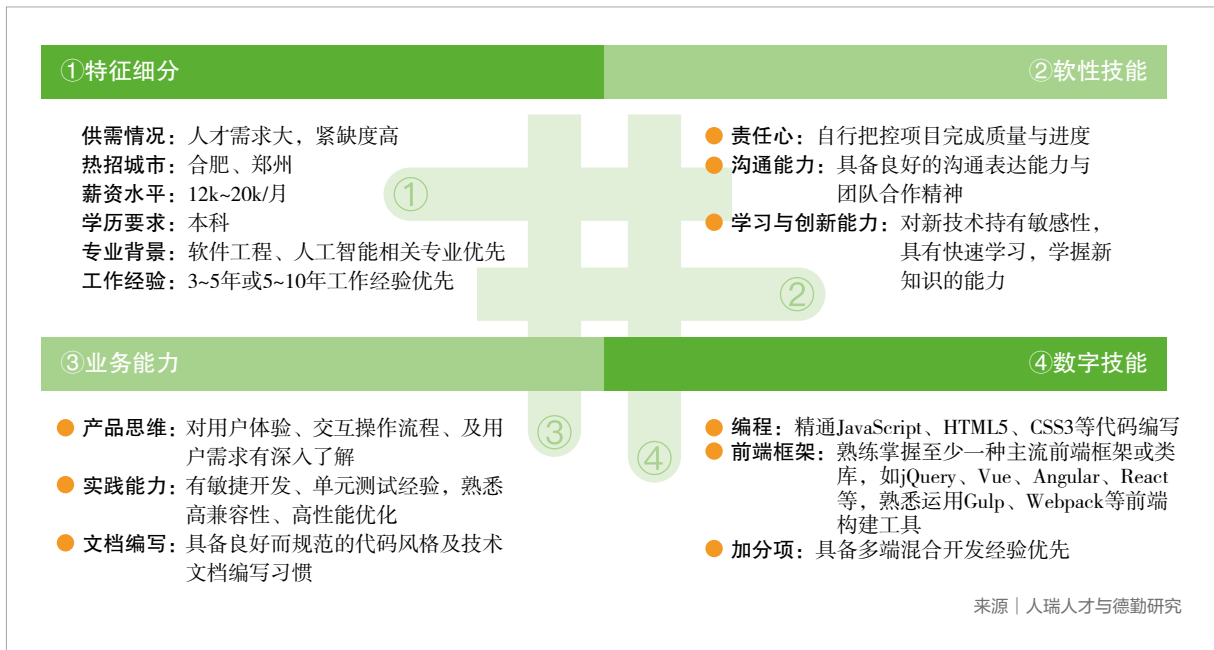 ①特征细分
供需情况：人才需求大，紧缺度高
热招城市：合肥、郑州
薪资水平：12k~20k/月
学历要求：本科
专业背景：软件工程、人工智能相关专业优先
工作经验：3~5年或5~10年工作经验优先
①
②软性技能
责任心：自行把控项目完成质量与进度
沟通能力：具备良好的沟通表达能力与
团队合作精神
学习与创新能力：对新技术持有敏感性，
具有快速学习，学握新
知识的能力
②
③业务能力
产品思维：对用户体验、交互操作流程、及用
户需求有深入了解
实践能力：有敏捷开发、单元测试经验，熟悉
高兼容性、高性能优化
文档编写：具备良好而规范的代码风格及技术
文档编写习惯
③
④数字技能
编程：精通JavaScript、HTML5、CSS3等代码编写
前端框架：熟练掌握至少一种主流前端框架或类
库，如jQuery、Vue、Angular、React
等，熟悉运用Gulp、Webpack等前端
构建工具
加分项：具备多端混合开发经验优先
④
来源｜人瑞人才与德勤研究